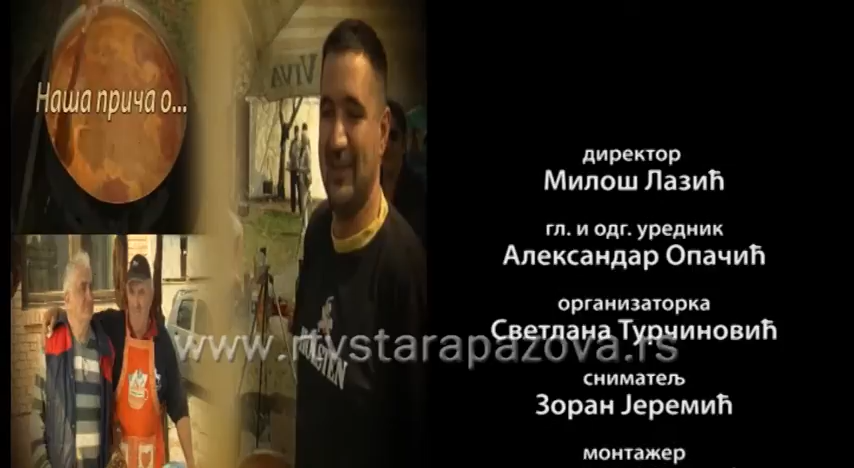 Наша прича о...
VIVA
директор
Милош Лазић
гл. и одг. уредник
Александар Опачић
организаторка
Светлана Турчиновић
www.rtvstarapazova.rs
сниматељ
Зоран Јеремић
монтажер